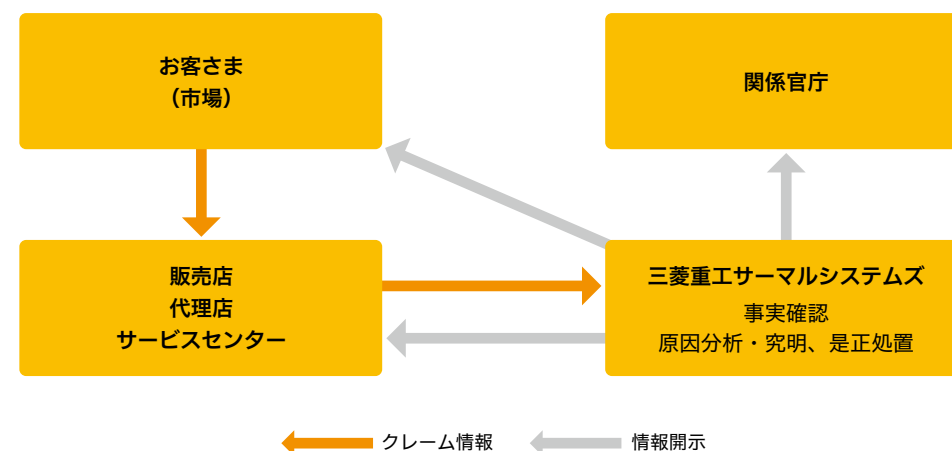 お客さま
（市場）
関係官庁
販売店
代理店
サービスセンター
三菱重工サーマルシステムズ
事実確認
原因分析・究明、是正処置
クレーム情報
情報開示